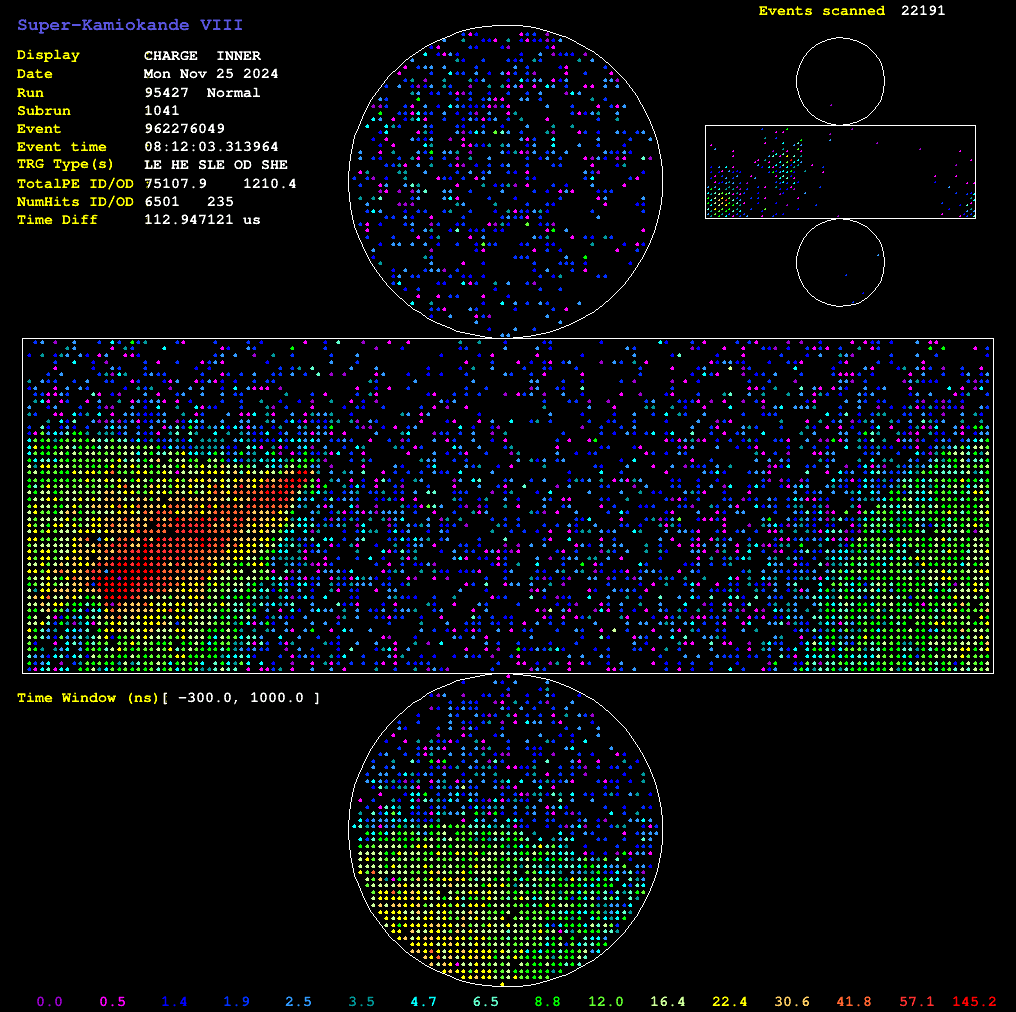 Super-Kamiokande VIII
Events scanned 22191
Display CHARGE INNER
Date Mon Nov 25 2024
Run 95427 Normal
Subrun 1041
Event 962276049
Event time 08:12:03.313964
TRG Type(s) LE HE SLE OD SHE
TotalPE ID/OD 75107.9 1210.4
NumHits ID/OD 6501 235
Time Diff 112.947121 us
Time Window (ns)[ -300.0, 1000.0 ]
0.0 0.5 1.4 1.9 2.5 3.5 4.7 6.5 8.8 12.0 16.4 22.4 30.6 41.8 57.1 145.2